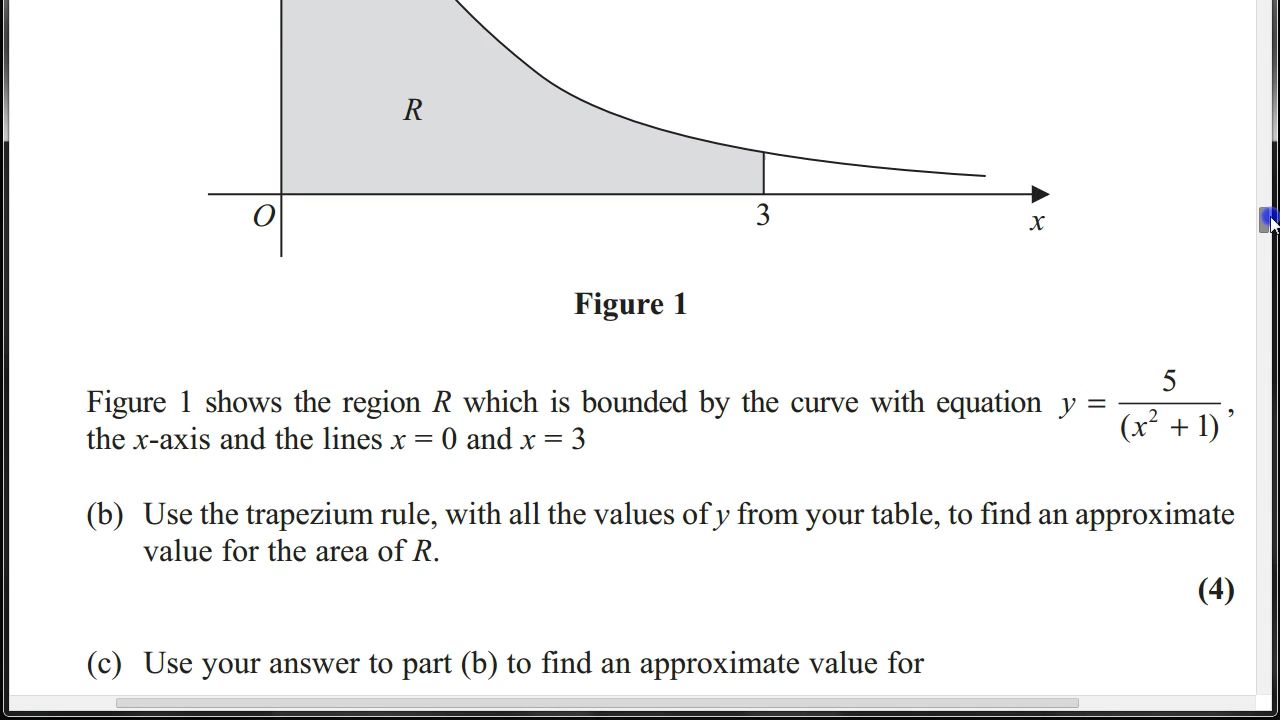 R
O
3
x
Figure 1
Figure 1 shows the region R which is bounded by the curve with equation y = 5/(x² + 1),
the x-axis and the lines x = 0 and x = 3
(b) Use the trapezium rule, with all the values of y from your table, to find an approximate
value for the area of R.
(4)
(c) Use your answer to part (b) to find an approximate value for